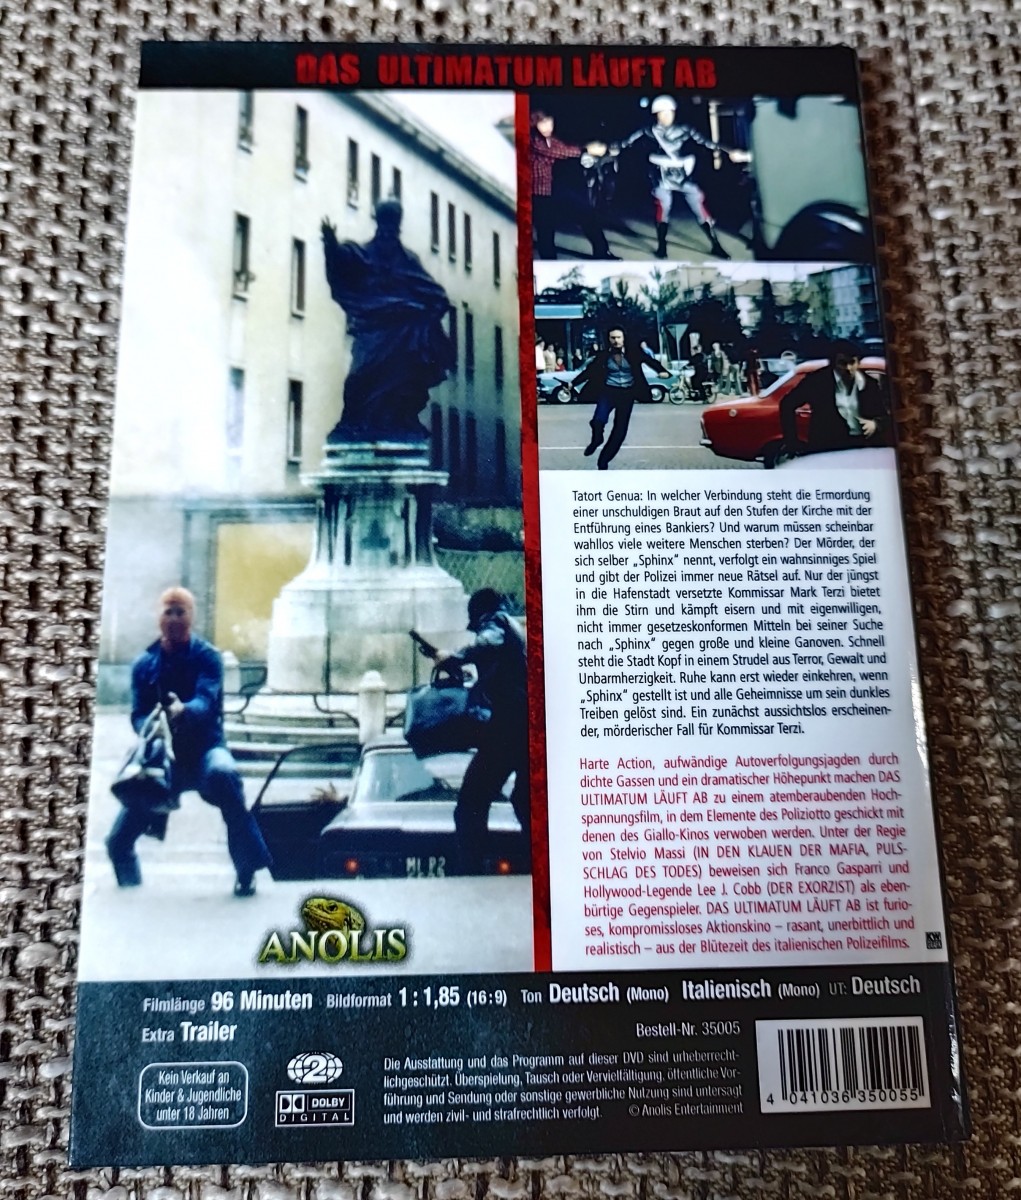 DAS ULTIMATUM LÄUFT AB
Tatort Genua: In welcher Verbindung steht die Ermordung
einer unschuldigen Braut auf den Stufen der Kirche mit der
Entführung eines Bankiers? Und warum müssen scheinbar
wahllos viele weitere Menschen sterben? Der Mörder, der
sich selber „Sphinx“ nennt, verfolgt ein wahnsinniges Spiel
und gibt der Polizei immer neue Rätsel auf. Nur der jüngst
in die Hafenstadt versetzte Kommissar Mark Terzi bietet
ihm die Stirn und kämpft eisern und mit eigenwilligen,
nicht immer gesetzeskonformen Mitteln bei seiner Suche
nach „Sphinx“ gegen große und kleine Ganoven. Schnell
steht die Stadt Kopf in einem Strudel aus Terror, Gewalt und
Unbarmherzigkeit. Ruhe kann erst wieder einkehren, wenn
„Sphinx“ gestellt ist und alle Geheimnisse um sein dunkles
Treiben gelöst sind. Ein zunächst aussichtslos erscheinen-
der, mörderischer Fall für Kommissar Terzi.
Harte Action, aufwändige Autoverfolgungsjagden durch
dichte Gassen und ein dramatischer Höhepunkt machen DAS
ULTIMATUM LÄUFT AB zu einem atemberaubenden Hoch-
spannungsfilm, in dem Elemente des Poliziotto geschickt mit
denen des Giallo-Kinos verwoben werden. Unter der Regie
von Stelvio Massi (IN DEN KLAUEN DER MAFIA, PULS-
SCHLAG DES TODES) beweisen sich Franco Gasparri und
Hollywood-Legende Lee J. Cobb (DER EXORZIST) als eben-
bürtige Gegenspieler. DAS ULTIMATUM LÄUFT AB ist furio-
ses, kompromissloses Aktionskino – rasant, unerbittlich und
realistisch – aus der Blütezeit des italienischen Polizeifilms.
ANOLIS
Filmlänge 96 Minuten Bildformat 1 : 1,85 (16:9) Ton Deutsch (Mono) Italienisch (Mono) UT: Deutsch
Extra Trailer
Bestell-Nr. 35005
Kein Verkauf an
Kinder & Jugendliche
unter 18 Jahren
2
DOLBY
DIGITAL
Die Ausstattung und das Programm auf dieser DVD sind urheberrecht-
lichgeschützt. Überspielung, Tausch oder Vervielfältigung, öffentliche Vor-
führung und Sendung oder sonstige gewerbliche Nutzung sind untersagt
und werden zivil- und strafrechtlich verfolgt. © Anolis Entertainment
4 041036 350055